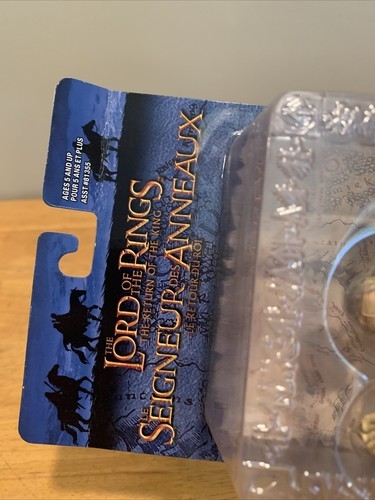 AGES 5 AND UP
POUR 5 ANS ET PLUS
ASST #81355
THE
LORD OF
THE RINGS
THE RETURN OF THE KING
LE
SEIGNEUR
DES ANNEAUX
LE RETOUR DU ROI